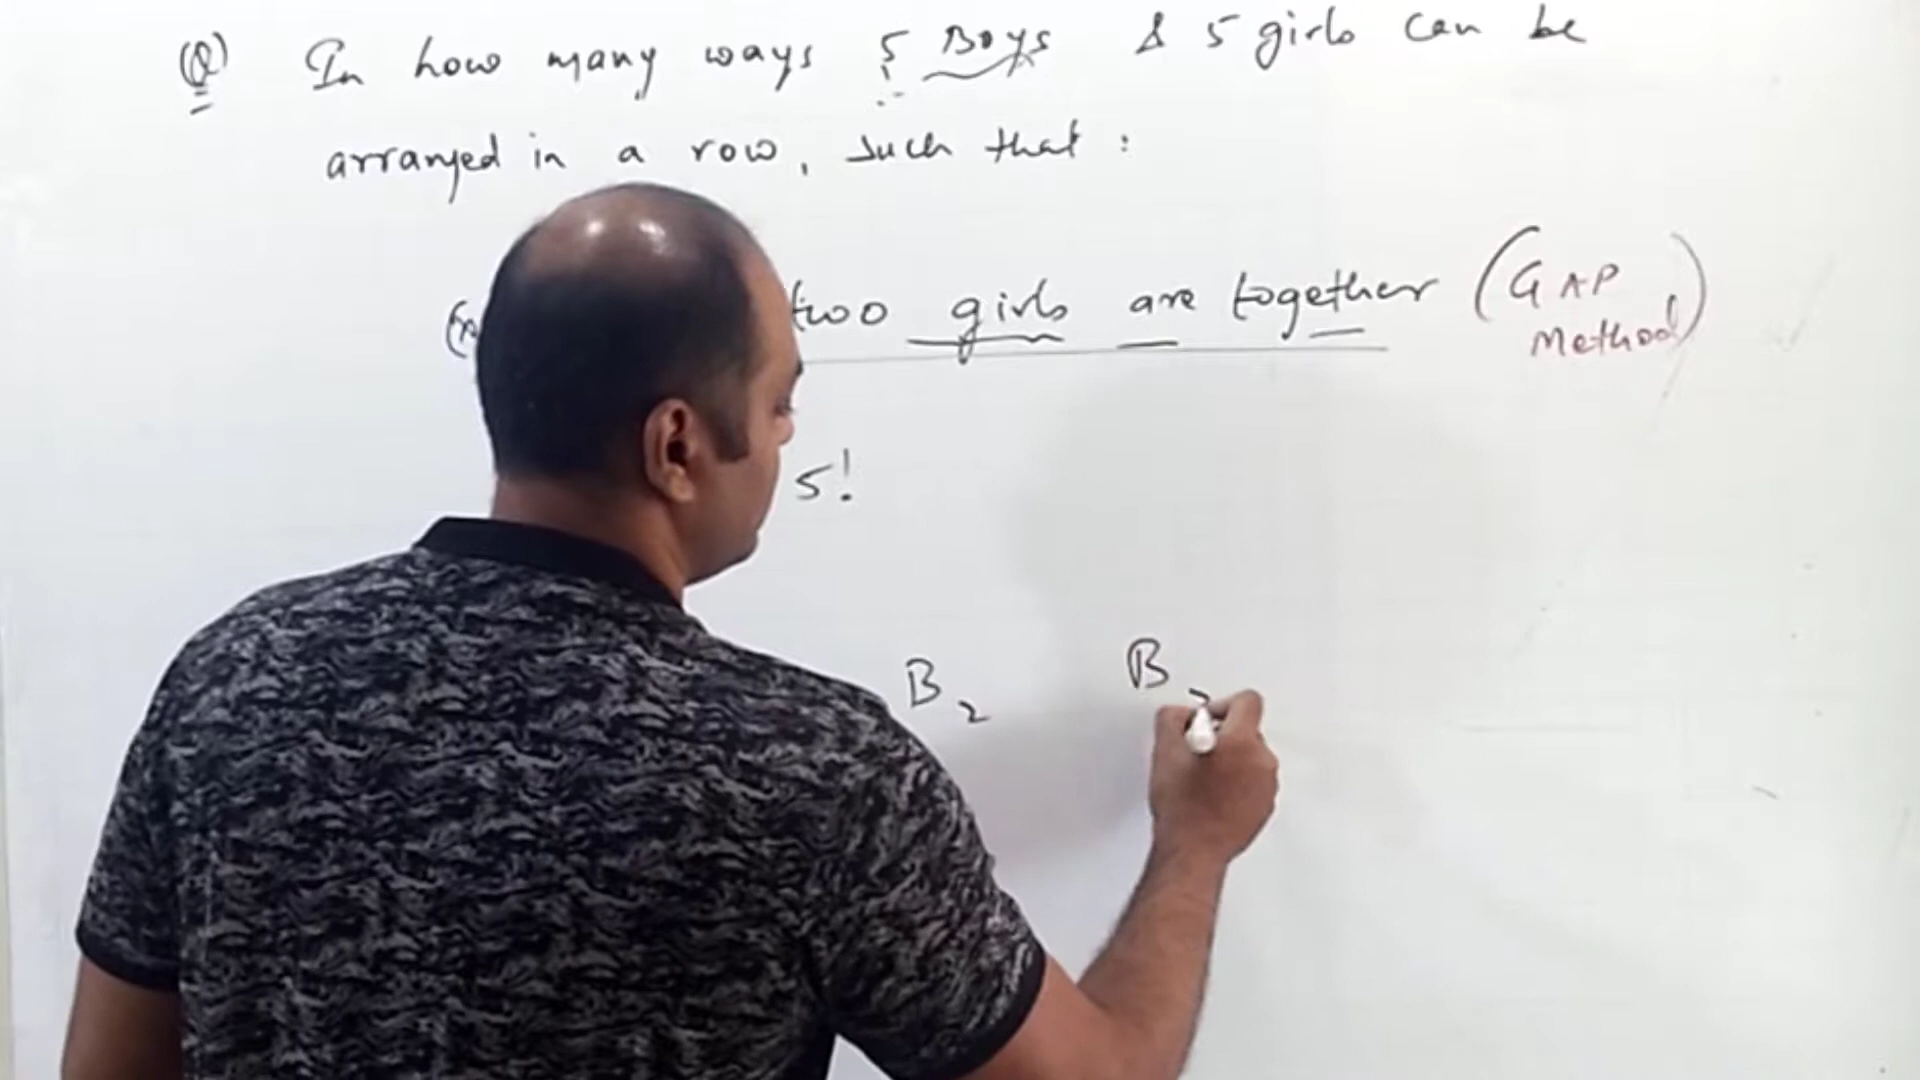 (Q) In how many ways 5 Boys & 5 girls can be
arranged in a row, such that :
two girls are together (GAP
Method)
5!
B2 B